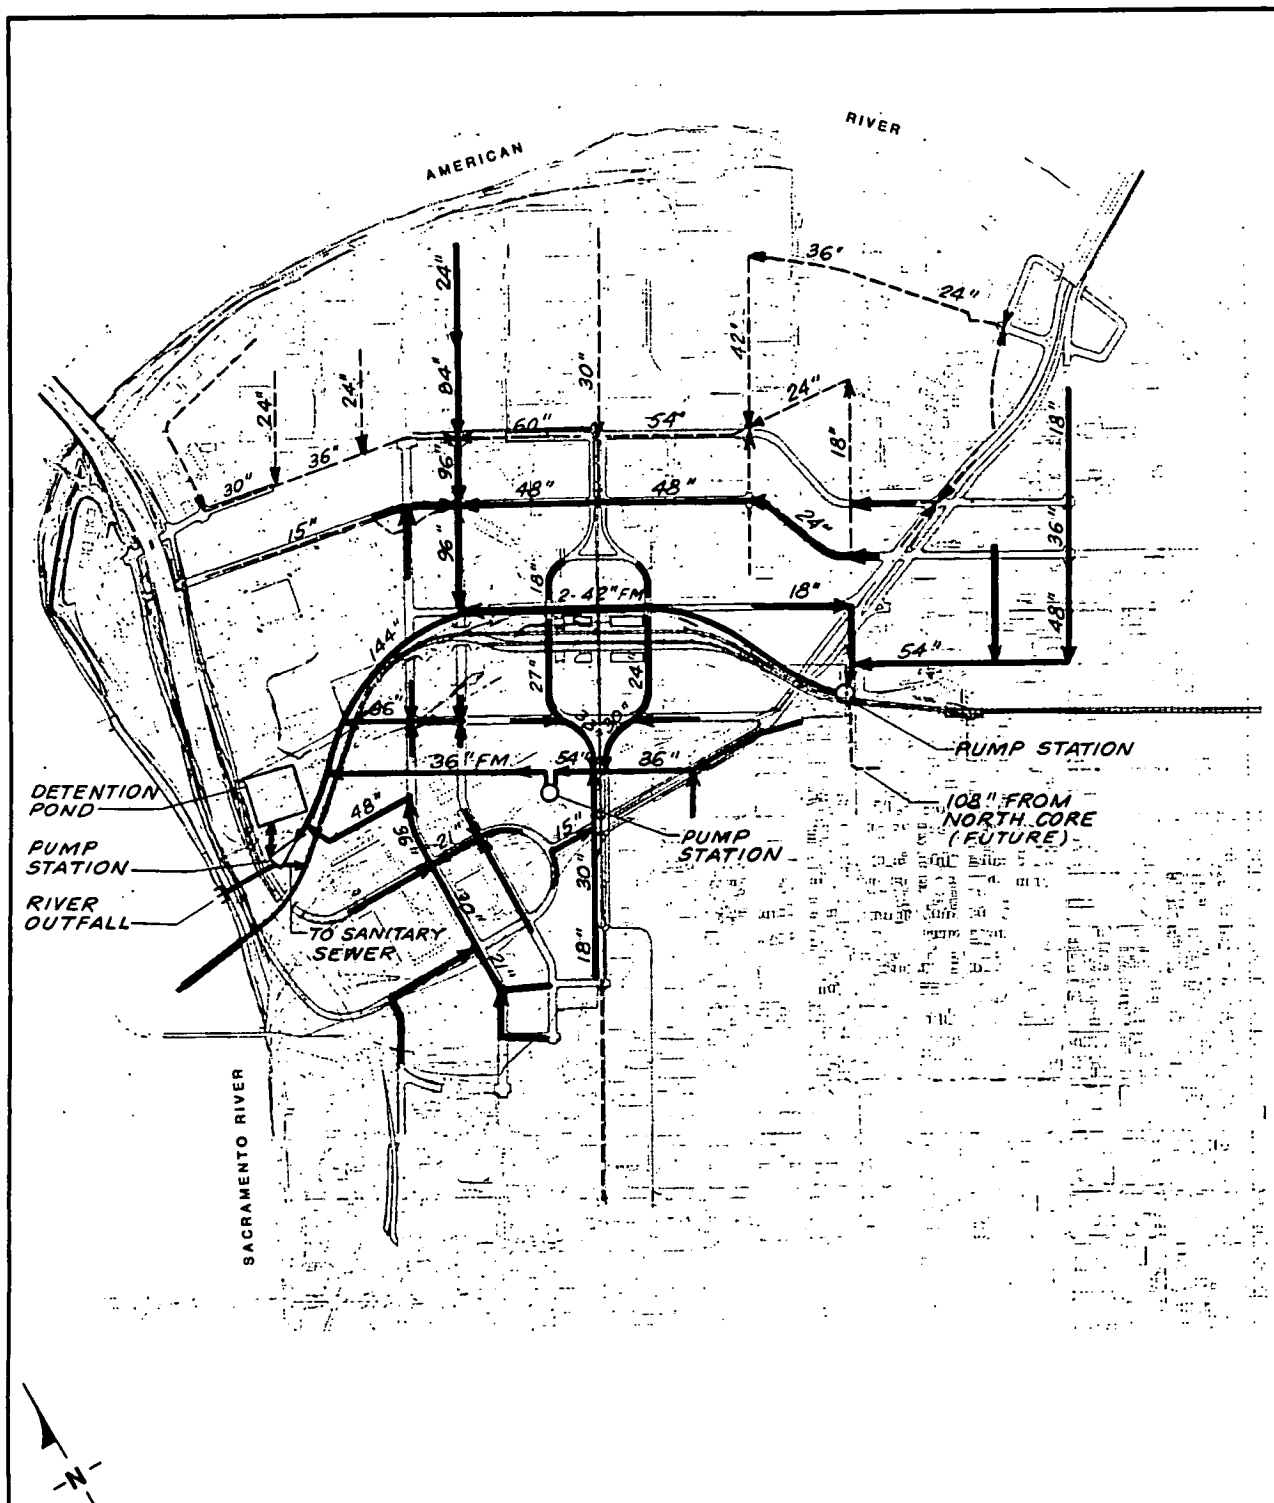 RIVER
AMERICAN
36"
24"
24"
42"
84"
30"
24"
24"
24"
18"
18"
60"
54"
96"
36"
30"
48"
48"
24"
36"
15"
96"
18"
2-42"FM
18"
48"
144"
54"
27"
24"
36"FM
54"
36"
PUMP STATION
DETENTION
POND
48"
108" FROM
NORTH CORE
(FUTURE)
PUMP
STATION
21"
15"
PUMP
STATION
96"
30"
RIVER
OUTFALL
TO SANITARY
SEWER
18"
SACRAMENTO RIVER
-N-